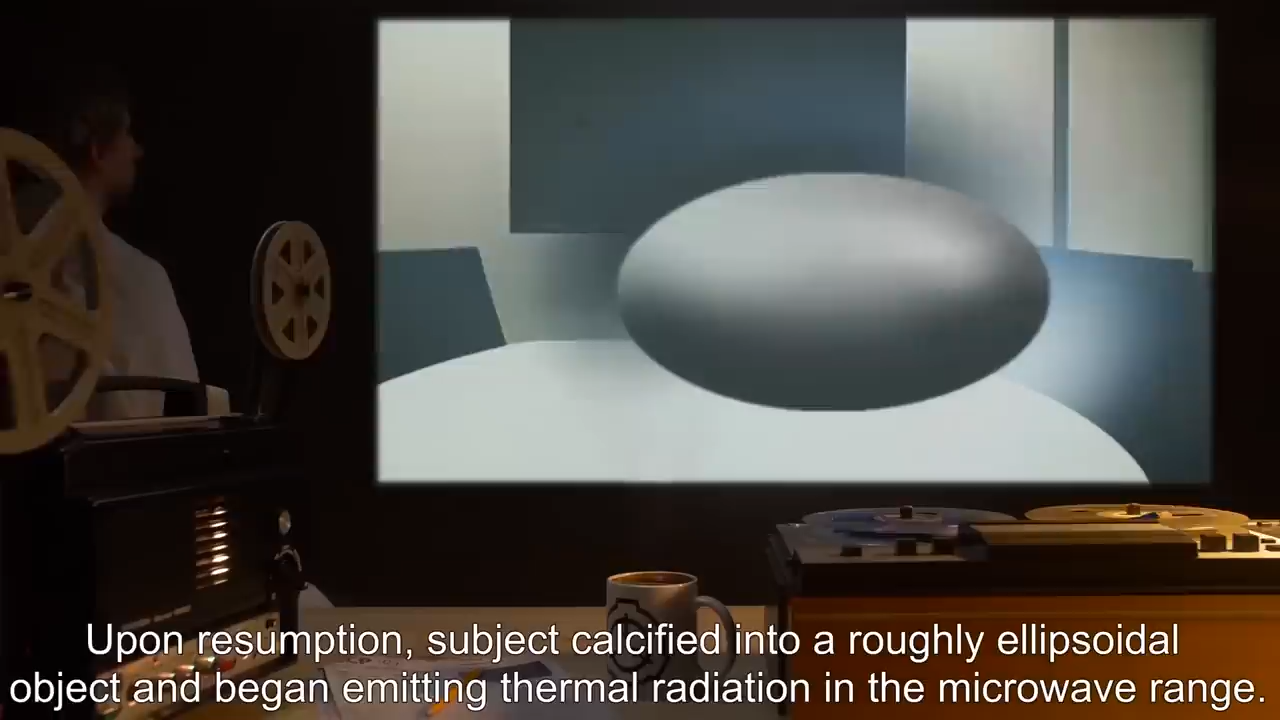 Upon resumption, subject calcified into a roughly ellipsoidal
object and began emitting thermal radiation in the microwave range.